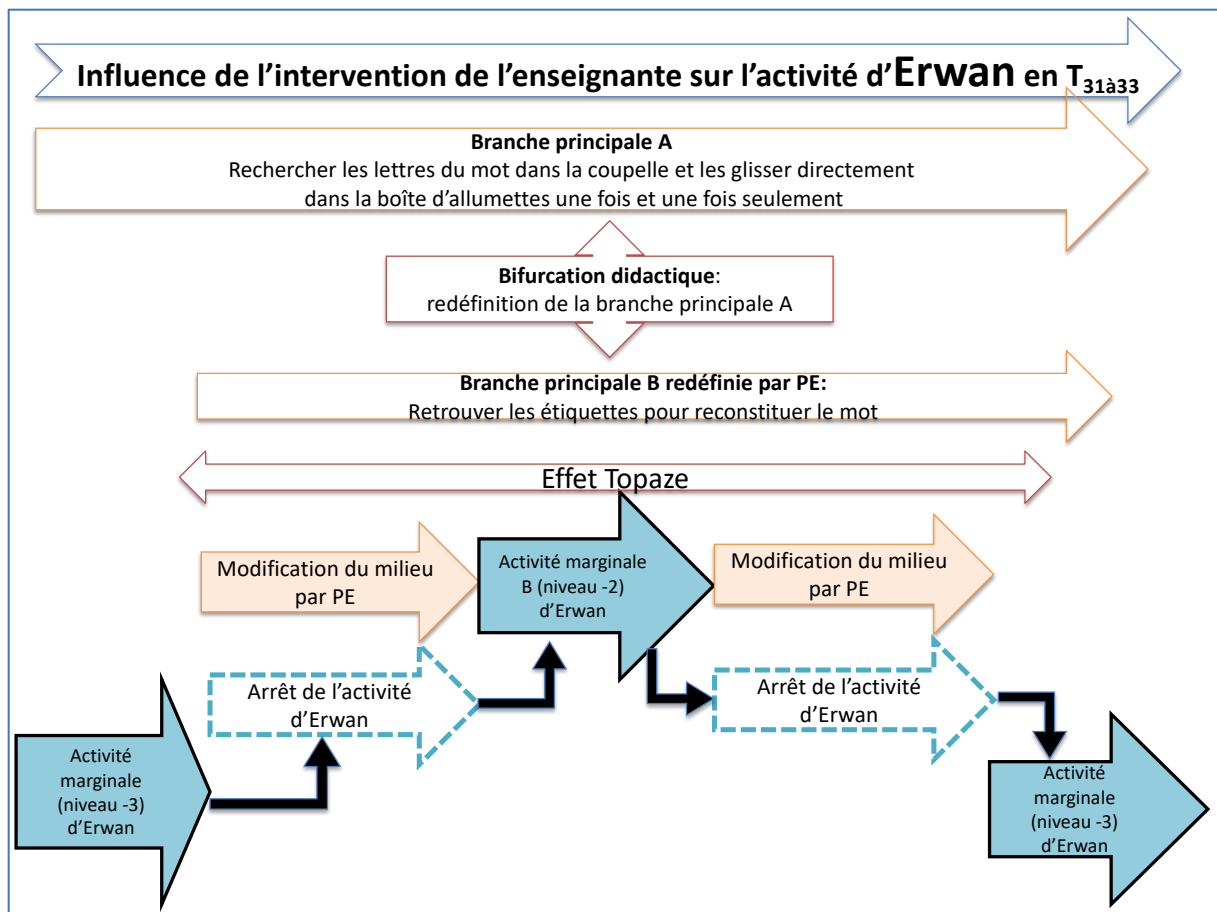 Influence de l’intervention de l’enseignante sur l’activité d’Erwan en T31à33
Branche principale A
Rechercher les lettres du mot dans la coupelle et les glisser directement
dans la boîte d’allumettes une fois et une fois seulement
Bifurcation didactique:
redéfinition de la branche principale A
Branche principale B redéfinie par PE:
Retrouver les étiquettes pour reconstituer le mot
Effet Topaze
Modification du milieu
par PE
Activité marginale
B (niveau -2)
d’Erwan
Modification du milieu
par PE
Arrêt de l’activité
d’Erwan
Arrêt de l’activité
d’Erwan
Activité
marginale
(niveau -3)
d’Erwan
Activité
marginale
(niveau -3)
d’Erwan